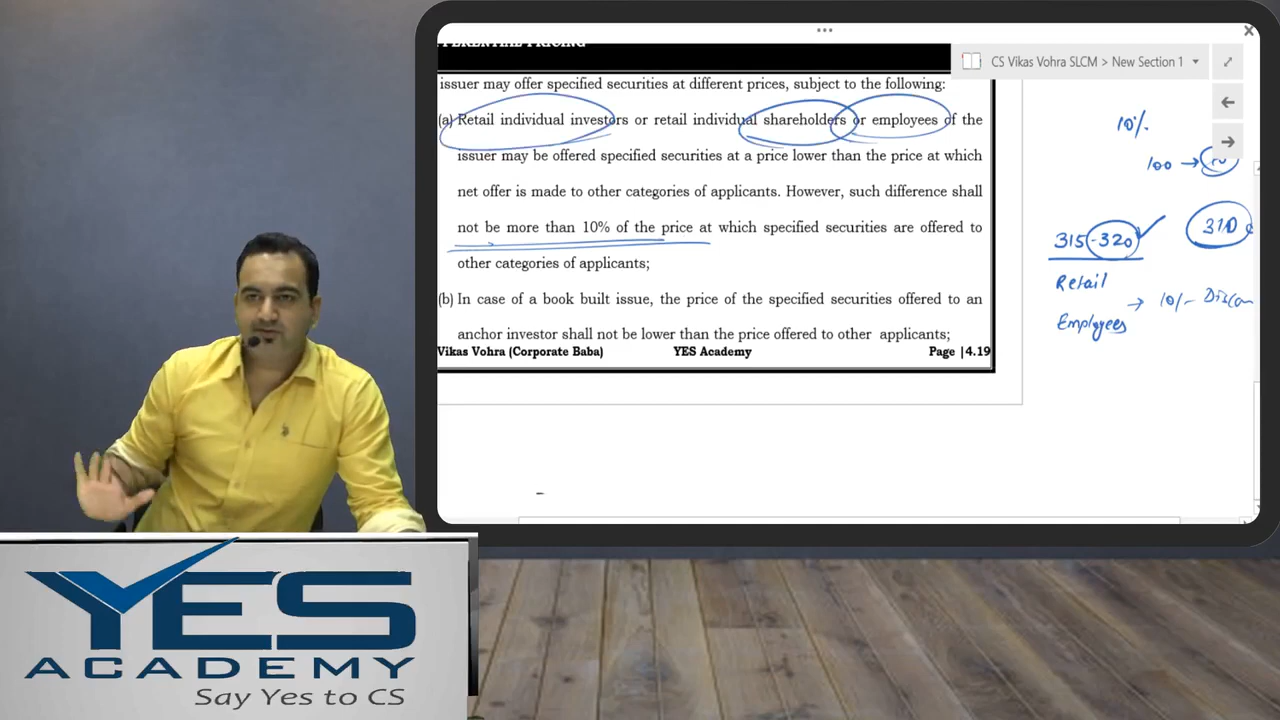 FERENTIAL PRICING
issuer may offer specified securities at different prices, subject to the following:
(a) Retail individual investors or retail individual shareholders or employees of the
issuer may be offered specified securities at a price lower than the price at which
net offer is made to other categories of applicants. However, such difference shall
not be more than 10% of the price at which specified securities are offered to
other categories of applicants;
(b) In case of a book built issue, the price of the specified securities offered to an
anchor investor shall not be lower than the price offered to other applicants;
Vikas Vohra (Corporate Baba) YES Academy Page |4.19
CS Vikas Vohra SLCM > New Section 1
10%
100 →
315-320 310
Retail
Employees → 10/- Discon
YES
ACADEMY
Say Yes to CS